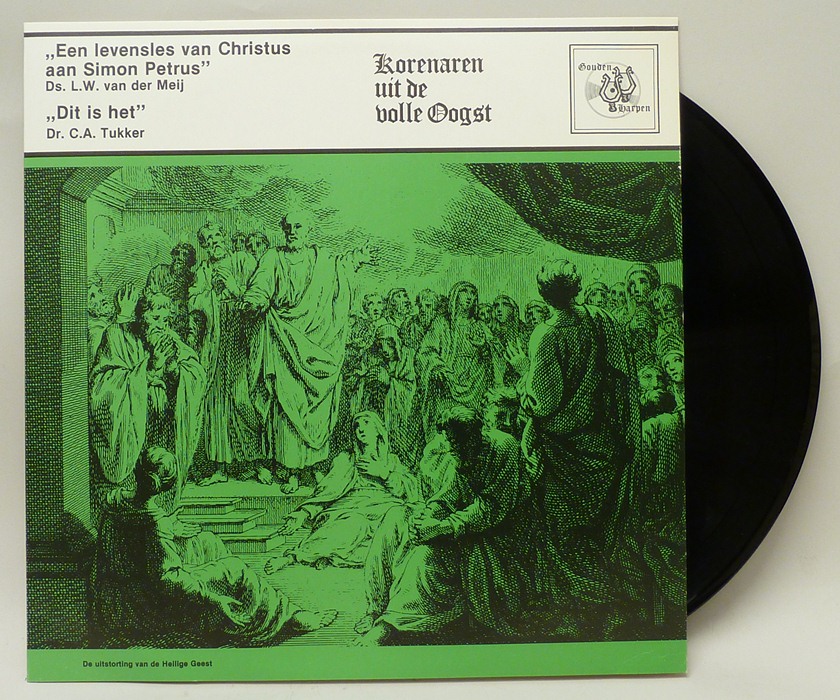 „Een levensles van Christus
aan Simon Petrus”
Ds. L.W. van der Meij
„Dit is het”
Dr. C.A. Tukker
Korenaren
uit de
volle Oogst
Gouden
Harpen
De uitstorting van de Heilige Geest